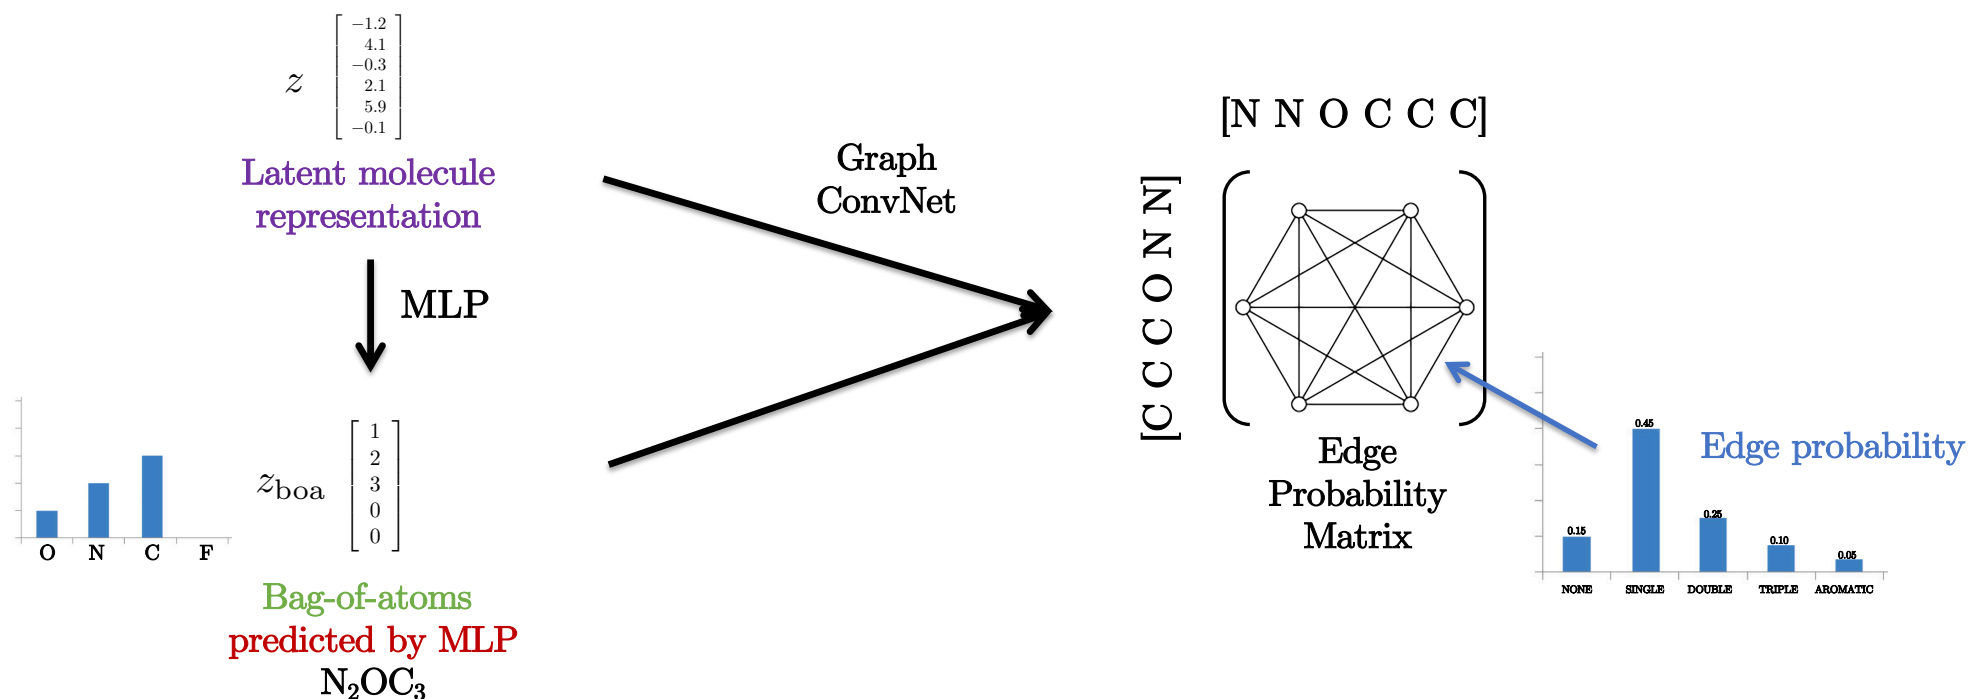 z
−1.2
4.1
−0.3
2.1
5.9
−0.1
Latent molecule
representation
MLP
O N C F
z_boa
1
2
3
0
0
Bag-of-atoms
predicted by MLP
N₂OC₃
Graph
ConvNet
[N N O C C C]
[C C C O N N]
Edge
Probability
Matrix
Edge probability
0.15
0.45
0.25
0.10
0.05
NONE SINGLE DOUBLE TRIPLE AROMATIC